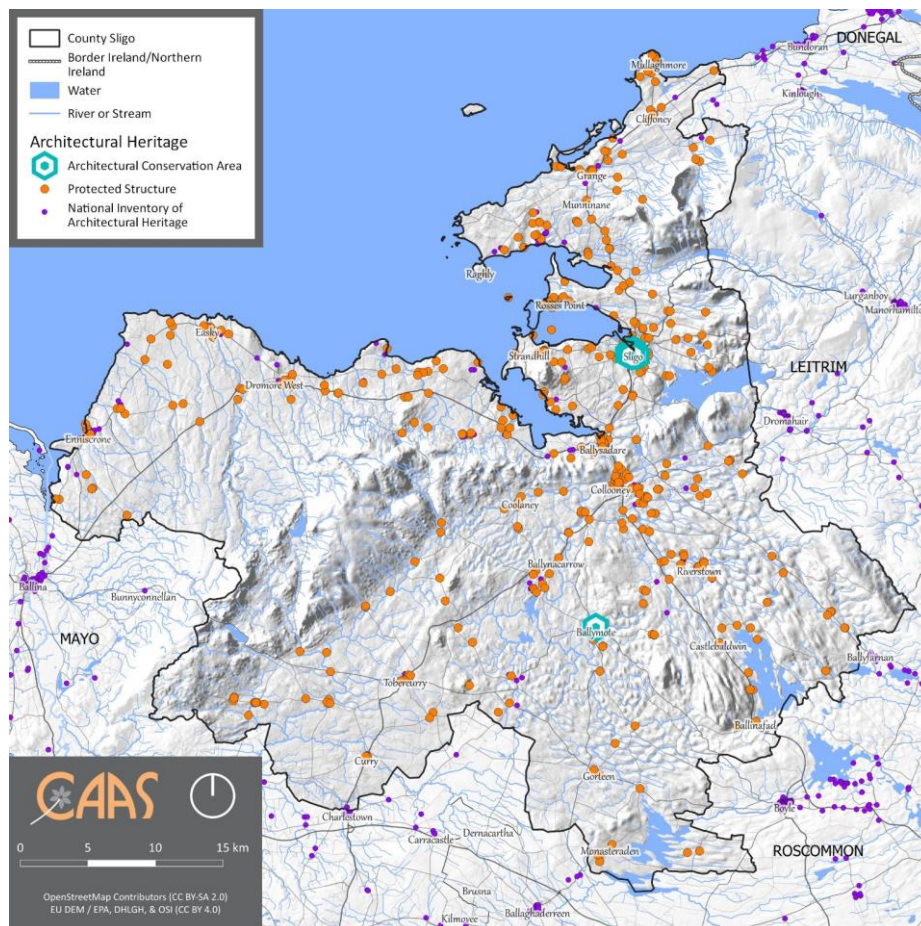 County Sligo
Border Ireland/Northern
Ireland
Water
River or Stream
Architectural Heritage
Architectural Conservation Area
Protected Structure
National Inventory of
Architectural Heritage
DONEGAL
Bundoran
Mullaghmore
Kinlough
Cliffoney
Grange
Munninane
Raghly
Lurganboy
Manorhamilton
Rosses Point
Easky
Strandhill
Sligo
LEITRIM
Dromore West
Dromahair
Enniscrone
Ballysadare
Collooney
Coolaney
Ballynacarrow
Riverstown
Ballina
Bunnyconnellan
MAYO
Ballymote
Castlebaldwin
Ballyfarnan
Tobercurry
Ballinafad
Curry
Gorteen
CAAS
Boyle
Charlestown
Dernacartha
Carracastle
Monasteraden
ROSCOMMON
0 5 10 15 km
Brusna
OpenStreetMap Contributors (CC BY-SA 2.0)
EU DEM / EPA, DHLGH, & OSI (CC BY 4.0)
Ballaghaderreen
Kilmovee